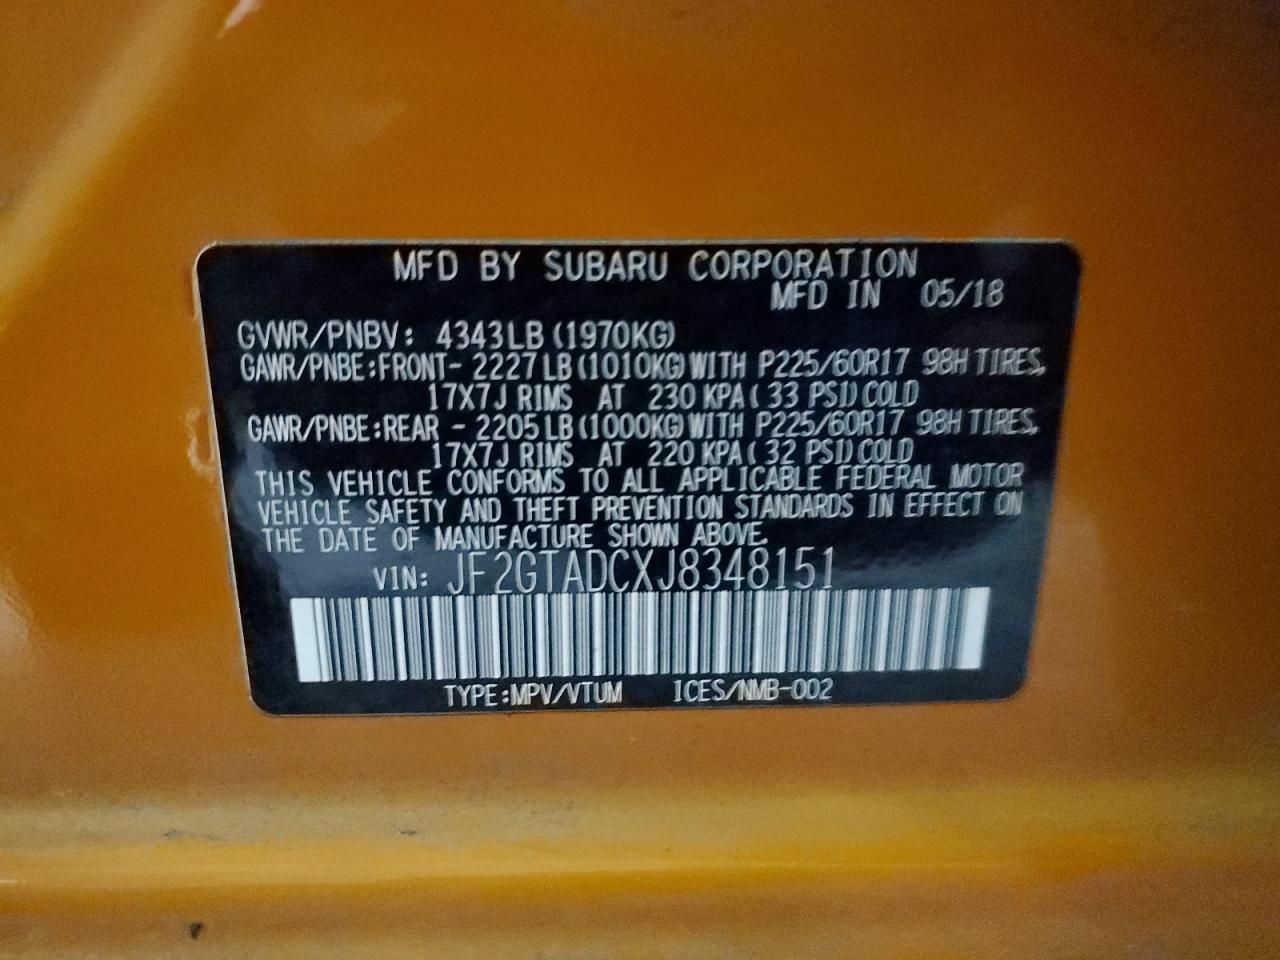 MFD BY SUBARU CORPORATION
MFD IN 05/18
GVWR/PNBV: 4343LB(1970KG)
GAWR/PNBE:FRONT- 2227LB(1010KG)WITH P225/60R17 98H TIRES,
17X7J RIMS AT 230 KPA( 33 PSI)COLD
GAWR/PNBE:REAR - 2205LB(1000KG)WITH P225/60R17 98H TIRES,
17X7J RIMS AT 220 KPA( 32 PSI)COLD
THIS VEHICLE CONFORMS TO ALL APPLICABLE FEDERAL MOTOR
VEHICLE SAFETY AND THEFT PREVENTION STANDARDS IN EFFECT ON
THE DATE OF MANUFACTURE SHOWN ABOVE.
VIN: JF2GTADCXJ8348151
TYPE:MPV/VTUM ICES/NMB-002